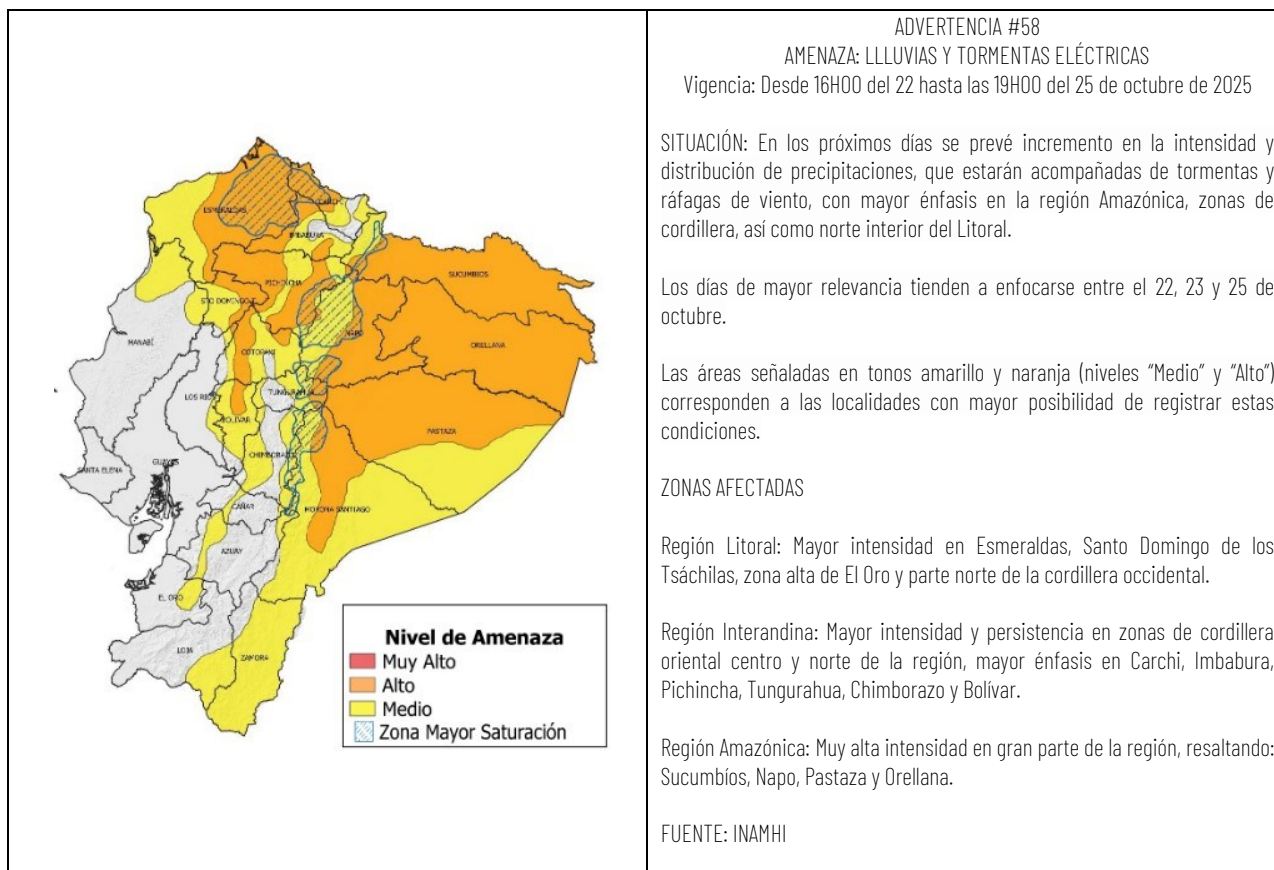 ADVERTENCIA #58
AMENAZA: LLLUVIAS Y TORMENTAS ELÉCTRICAS
Vigencia: Desde 16H00 del 22 hasta las 19H00 del 25 de octubre de 2025
SITUACIÓN: En los próximos días se prevé incremento en la intensidad y
distribución de precipitaciones, que estarán acompañadas de tormentas y
ráfagas de viento, con mayor énfasis en la región Amazónica, zonas de
cordillera, así como norte interior del Litoral.
Los días de mayor relevancia tienden a enfocarse entre el 22, 23 y 25 de
octubre.
Las áreas señaladas en tonos amarillo y naranja (niveles “Medio” y “Alto”)
corresponden a las localidades con mayor posibilidad de registrar estas
condiciones.
ZONAS AFECTADAS
Región Litoral: Mayor intensidad en Esmeraldas, Santo Domingo de los
Tsáchilas, zona alta de El Oro y parte norte de la cordillera occidental.
Región Interandina: Mayor intensidad y persistencia en zonas de cordillera
oriental centro y norte de la región, mayor énfasis en Carchi, Imbabura,
Pichincha, Tungurahua, Chimborazo y Bolívar.
Región Amazónica: Muy alta intensidad en gran parte de la región, resaltando:
Sucumbíos, Napo, Pastaza y Orellana.
FUENTE: INAMHI
ESMERALDAS
CARCHI
IMBABURA
SUCUMBIOS
PICHINCHA
STO DOMINGO T
NAPO
ORELLANA
MANABÍ
COTOPAXI
LOS RIOS
BOLIVAR
PASTAZA
CHIMBORAZO
SANTA ELENA
GUAYAS
CAÑAR
MORONA SANTIAGO
AZUAY
EL ORO
LOJA
ZAMORA
Nivel de Amenaza
Muy Alto
Alto
Medio
Zona Mayor Saturación